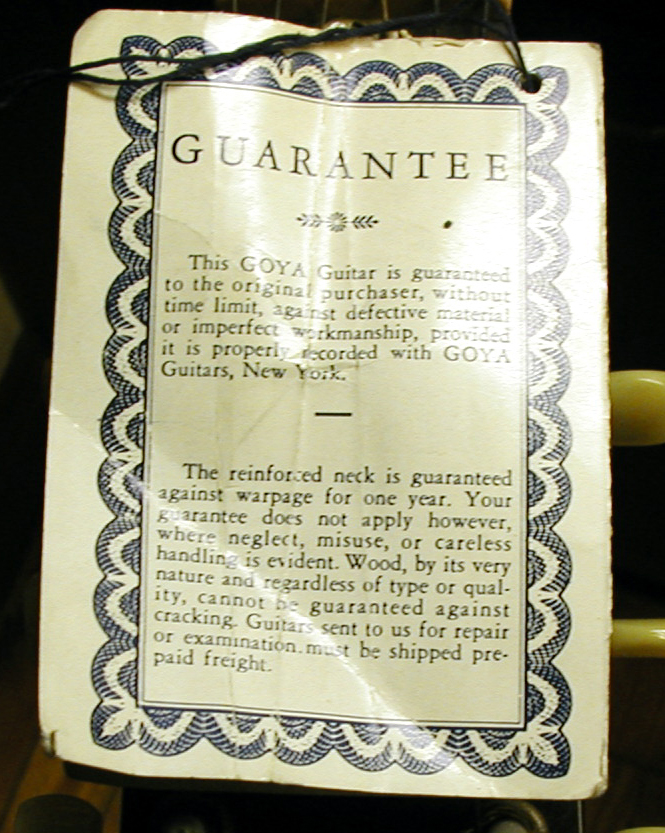 GUARANTEE
This GOYA Guitar is guaranteed
to the original purchaser, without
time limit, against defective material
or imperfect workmanship, provided
it is properly recorded with GOYA
Guitars, New York.
The reinforced neck is guaranteed
against warpage for one year. Your
guarantee does not apply however,
where neglect, misuse, or careless
handling is evident. Wood, by its very
nature and regardless of type or qual-
ity, cannot be guaranteed against
cracking. Guitars sent to us for repair
or examination must be shipped pre-
paid freight.